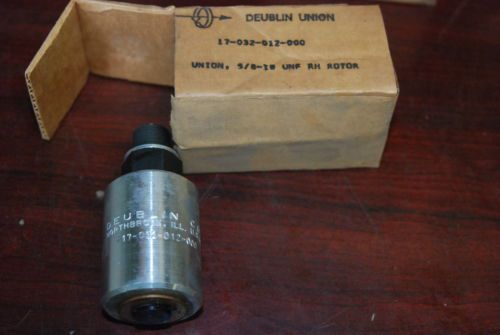 DEUBLIN UNION
17-032-012-000
UNION, 5/8-18 UNF RH ROTOR
DEUBLIN
NORTHBROOK, ILL.
17-032-012-000